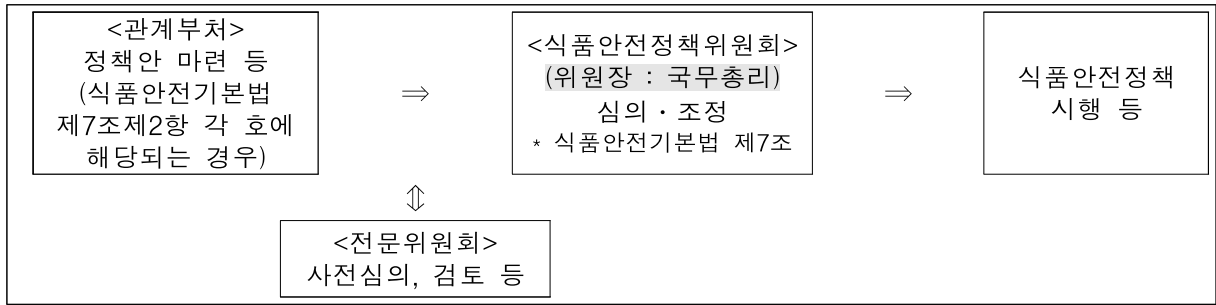 <관계부처>
정책안 마련 등
(식품안전기본법
제7조제2항 각 호에
해당되는 경우)
⇒
<식품안전정책위원회>
(위원장 : 국무총리)
심의・조정
* 식품안전기본법 제7조
⇒
식품안전정책
시행 등
⇕
<전문위원회>
사전심의, 검토 등